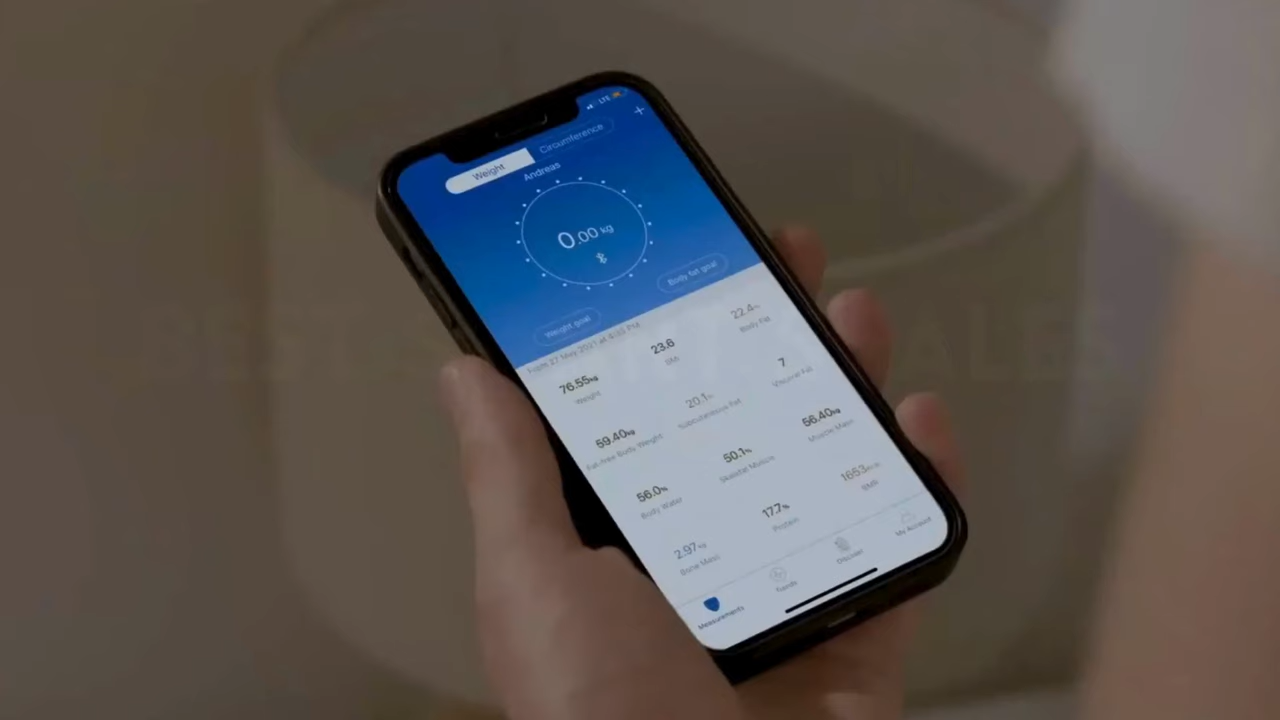 LTE
+
Weight Circumference
Andreas
0.00 kg
Weight goal Body fat goal
From 27 May 2021 at
76.55kg 23.6 22.4%
Weight BMI Body Fat
59.40kg 20.1% 7
Fat-free Body Weight Subcutaneous Fat Visceral Fat
56.0% 50.1% 56.40kg
Body Water Skeletal Muscle Muscle Mass
2.97kg 17.7% 1653kcal
Bone Mass Protein BMR
Measurements Trends Discover My Account